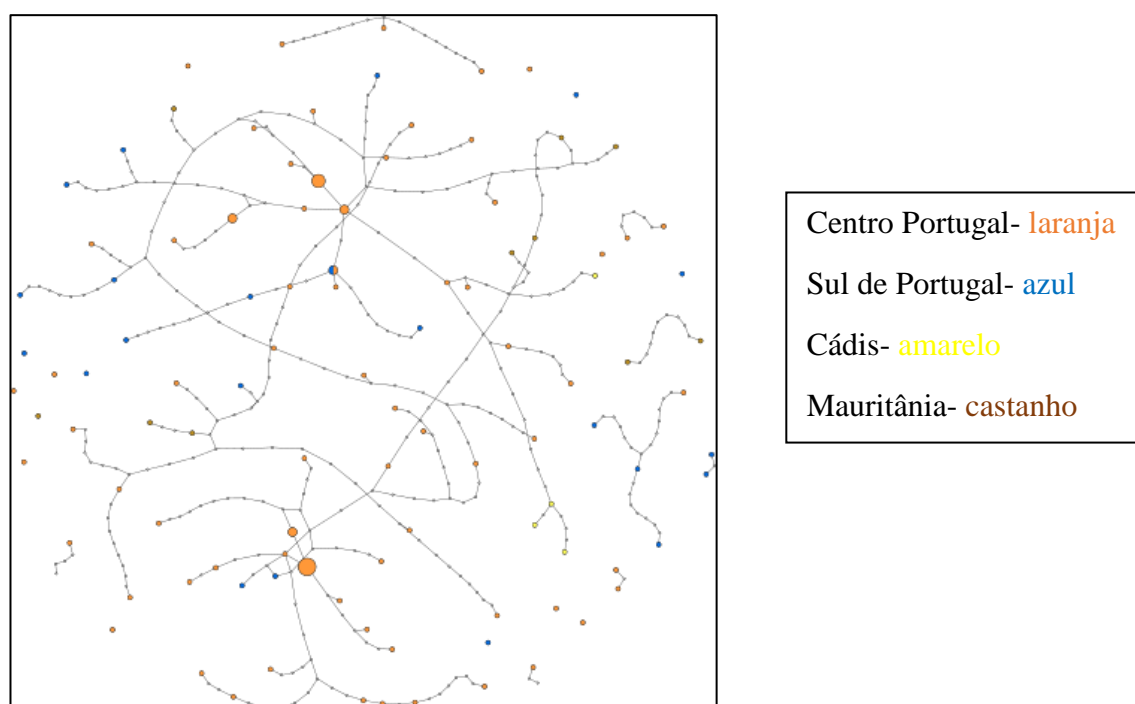 Centro Portugal- laranja
Sul de Portugal- azul
Cádis- amarelo
Mauritânia- castanho